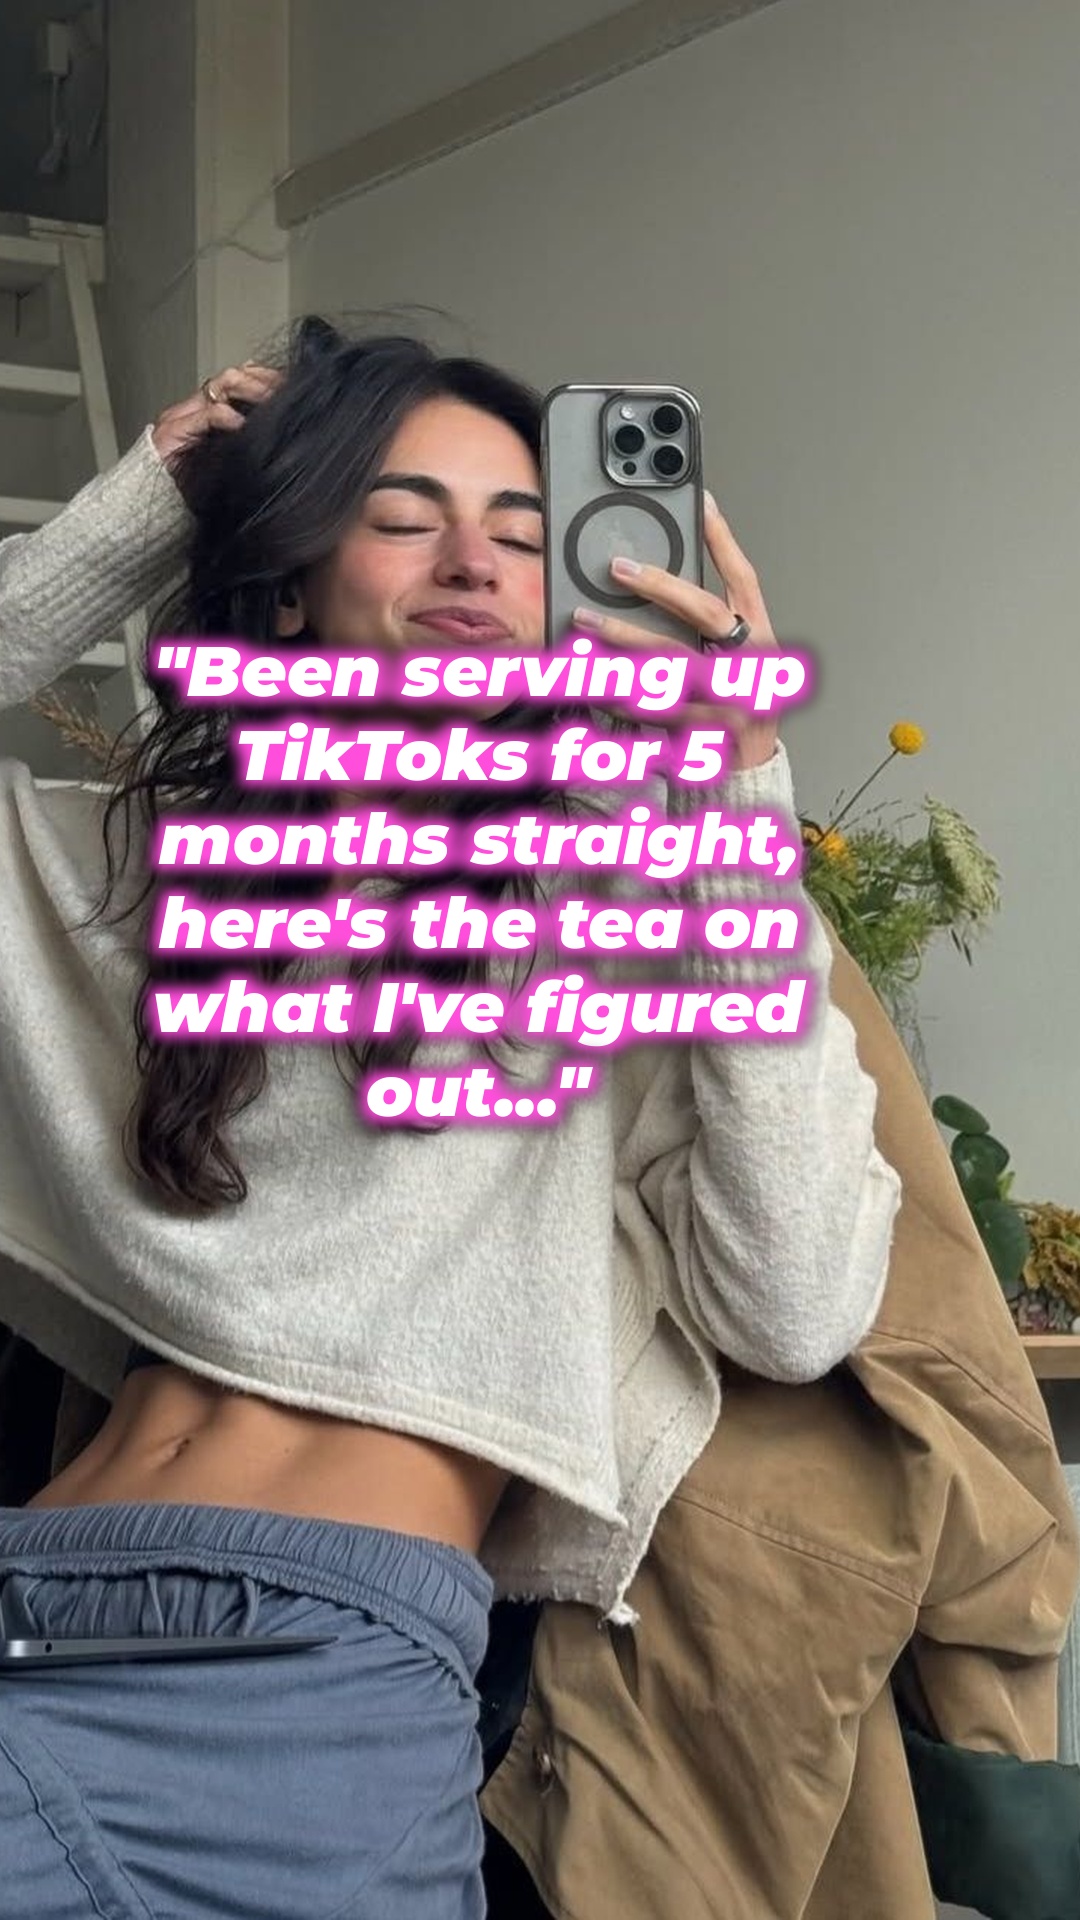 "Been serving up
TikToks for 5
months straight,
here's the tea on
what I've figured
out..."